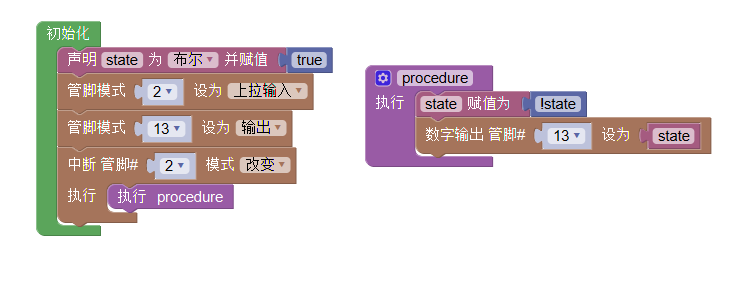 初始化
声明 state 为 布尔 并赋值 true
管脚模式 2 设为 上拉输入
管脚模式 13 设为 输出
中断 管脚# 2 模式 改变
执行 执行 procedure
procedure
执行 state 赋值为 !state
数字输出 管脚# 13 设为 state